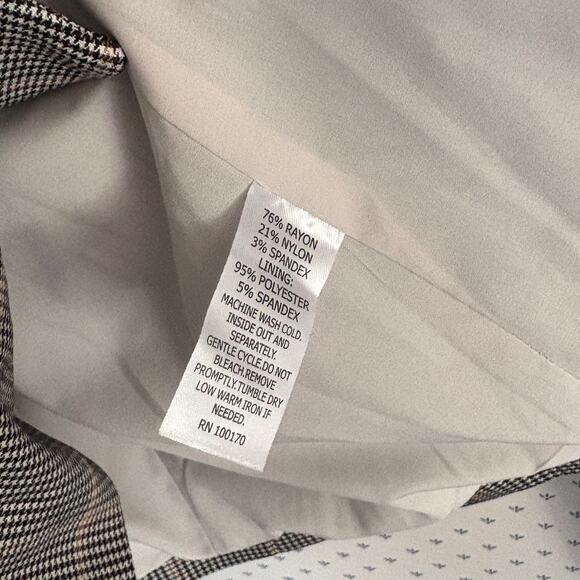 76% RAYON
21% NYLON
3% SPANDEX
LINING:
95% POLYESTER
5% SPANDEX
MACHINE WASH COLD.
INSIDE OUT AND
SEPARATELY.
GENTLE CYCLE.DO NOT
BLEACH.REMOVE
PROMPTLY.TUMBLE DRY
LOW WARM IRON IF
NEEDED.
RN 100170